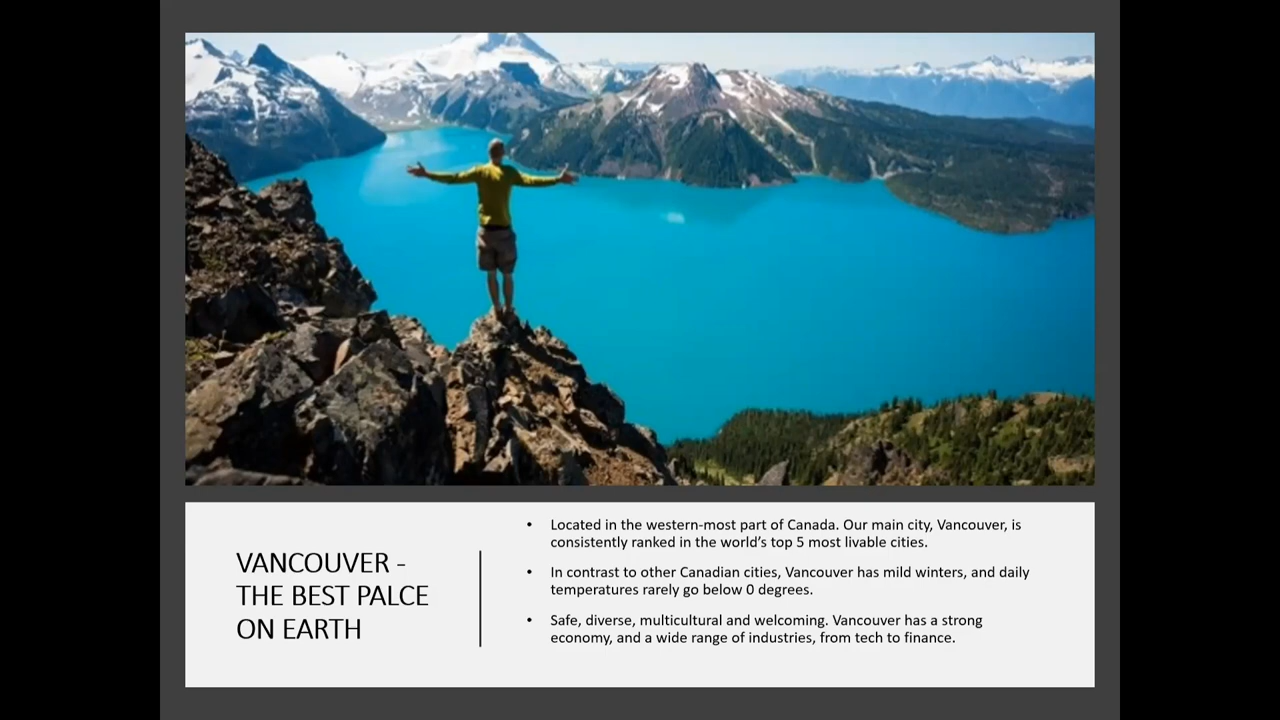 VANCOUVER -
THE BEST PALCE
ON EARTH
• Located in the western-most part of Canada. Our main city, Vancouver, is
consistently ranked in the world’s top 5 most livable cities.
• In contrast to other Canadian cities, Vancouver has mild winters, and daily
temperatures rarely go below 0 degrees.
• Safe, diverse, multicultural and welcoming. Vancouver has a strong
economy, and a wide range of industries, from tech to finance.